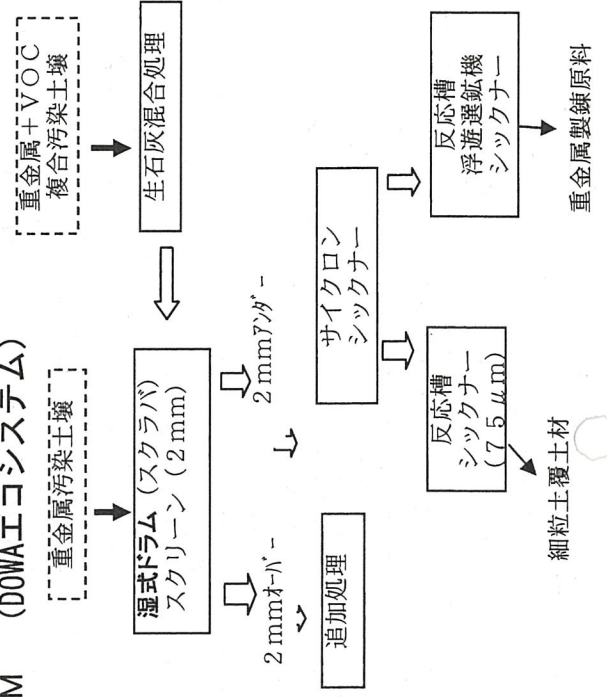 M (DOWAエコシステム)
重金属汚染土壌
重金属+VOC
複合汚染土壌
湿式ドラム (スクラバ)
スクリーン (2mm)
生石灰混合処理
2mmオーバー
2mmアンダー
追加処理
サイクロン
シックナー
反応槽
シックナー
(75μm)
反応槽
浮遊選鉱機
シックナー
細粒土覆土材
重金属製錬原料